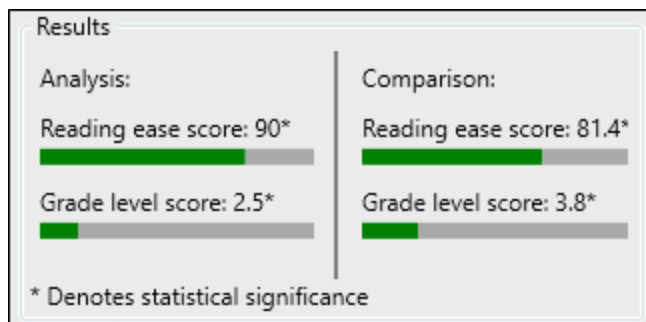 Results
Analysis:
Reading ease score: 90*
Grade level score: 2.5*
Comparison:
Reading ease score: 81.4*
Grade level score: 3.8*
* Denotes statistical significance